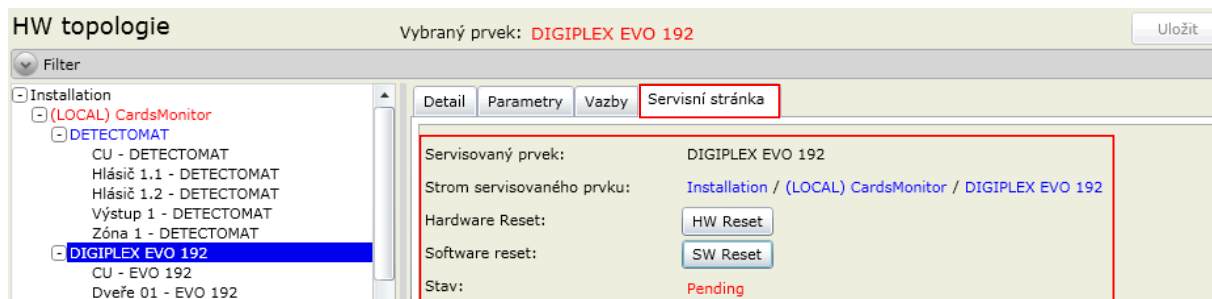 HW topologie
Vybraný prvek: DIGIPLEX EVO 192
Uložit
Filter
Installation
(LOCAL) CardsMonitor
DETECTOMAT
CU - DETECTOMAT
Hlásič 1.1 - DETECTOMAT
Hlásič 1.2 - DETECTOMAT
Výstup 1 - DETECTOMAT
Zóna 1 - DETECTOMAT
DIGIPLEX EVO 192
CU - EVO 192
Dveře 01 - EVO 192
Detail Parametry Vazby Servisní stránka
Servisovaný prvek: DIGIPLEX EVO 192
Strom servisovaného prvku: Installation / (LOCAL) CardsMonitor / DIGIPLEX EVO 192
Hardware Reset: HW Reset
Software reset: SW Reset
Stav: Pending